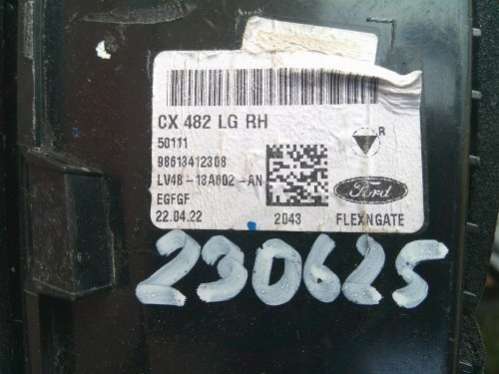 CX 482 LG RH
50111
98613412308
LV4B-13A602-AN
EGFGF
22.04.22
2043
R
Ford
FLEXNGATE
230625